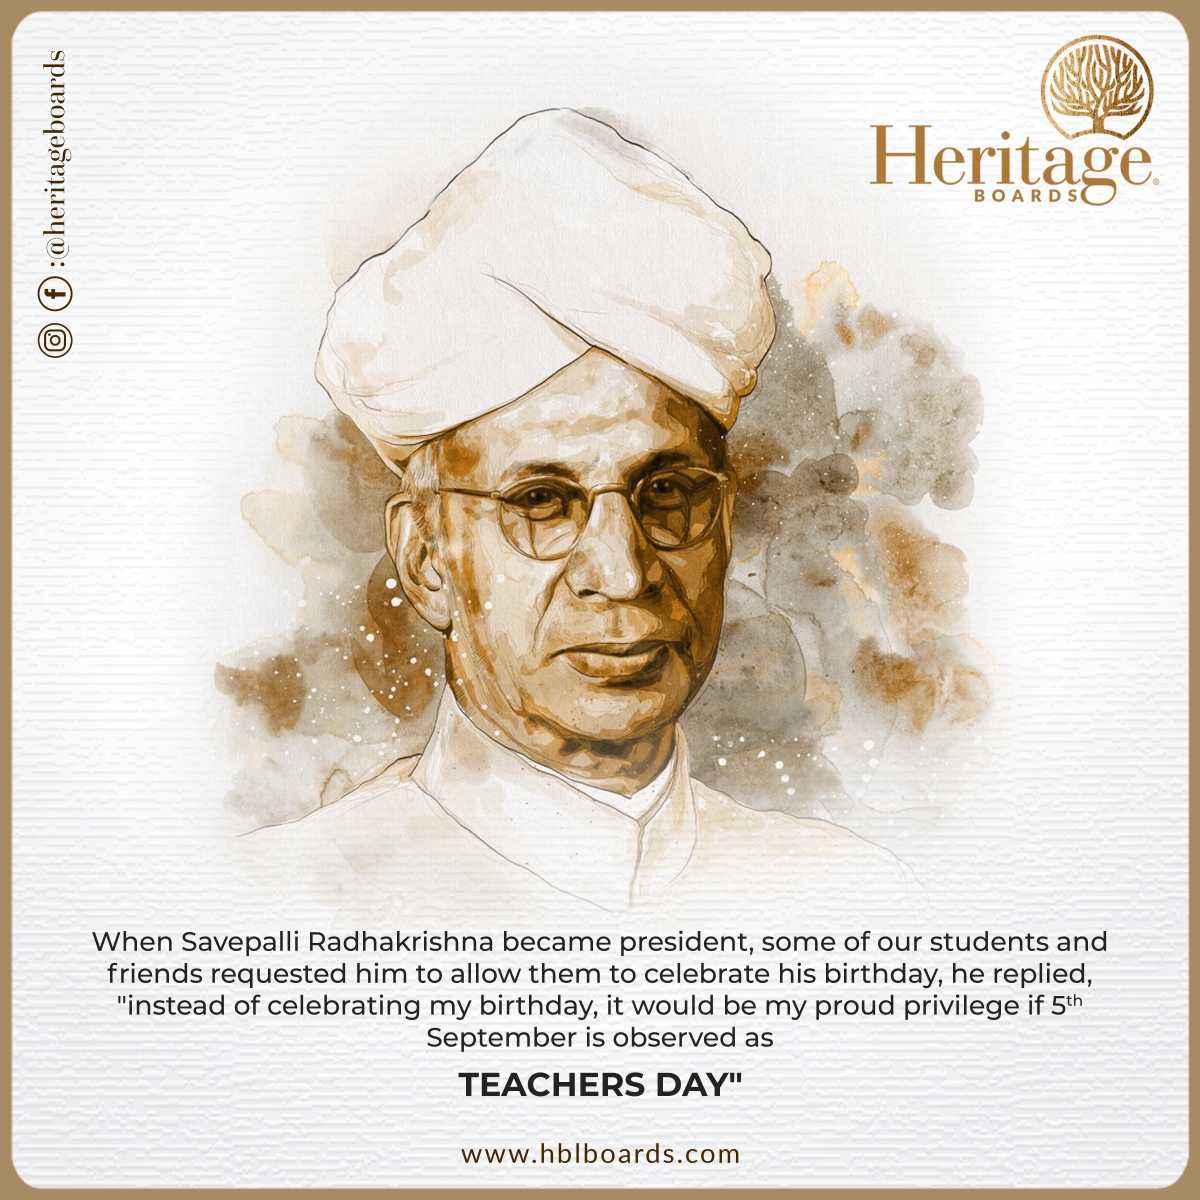 :@heritageboards
Heritage®
BOARDS
When Savepalli Radhakrishna became president, some of our students and
friends requested him to allow them to celebrate his birthday, he replied,
"instead of celebrating my birthday, it would be my proud privilege if 5th
September is observed as
TEACHERS DAY"
www.hblboards.com